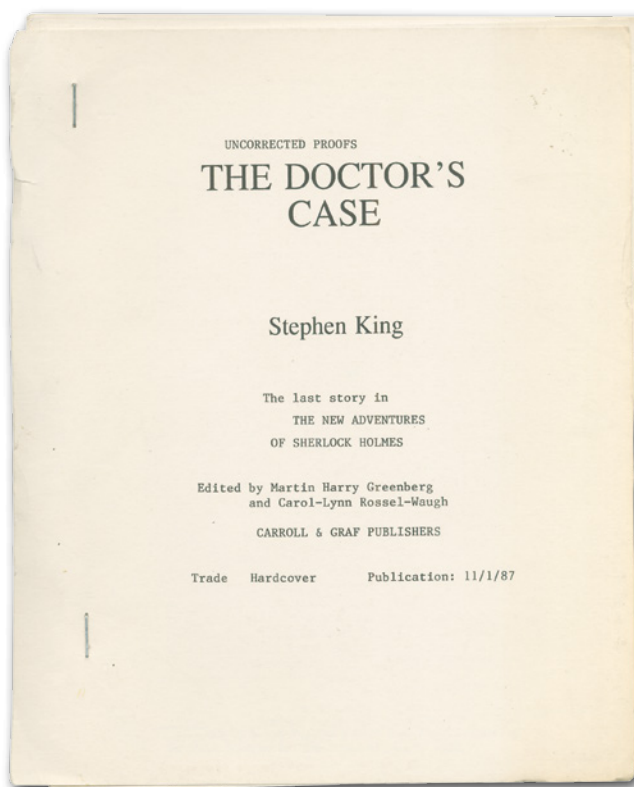 UNCORRECTED PROOFS
THE DOCTOR'S
CASE
Stephen King
The last story in
THE NEW ADVENTURES
OF SHERLOCK HOLMES
Edited by Martin Harry Greenberg
and Carol-Lynn Rossel-Waugh
CARROLL & GRAF PUBLISHERS
Trade Hardcover Publication: 11/1/87